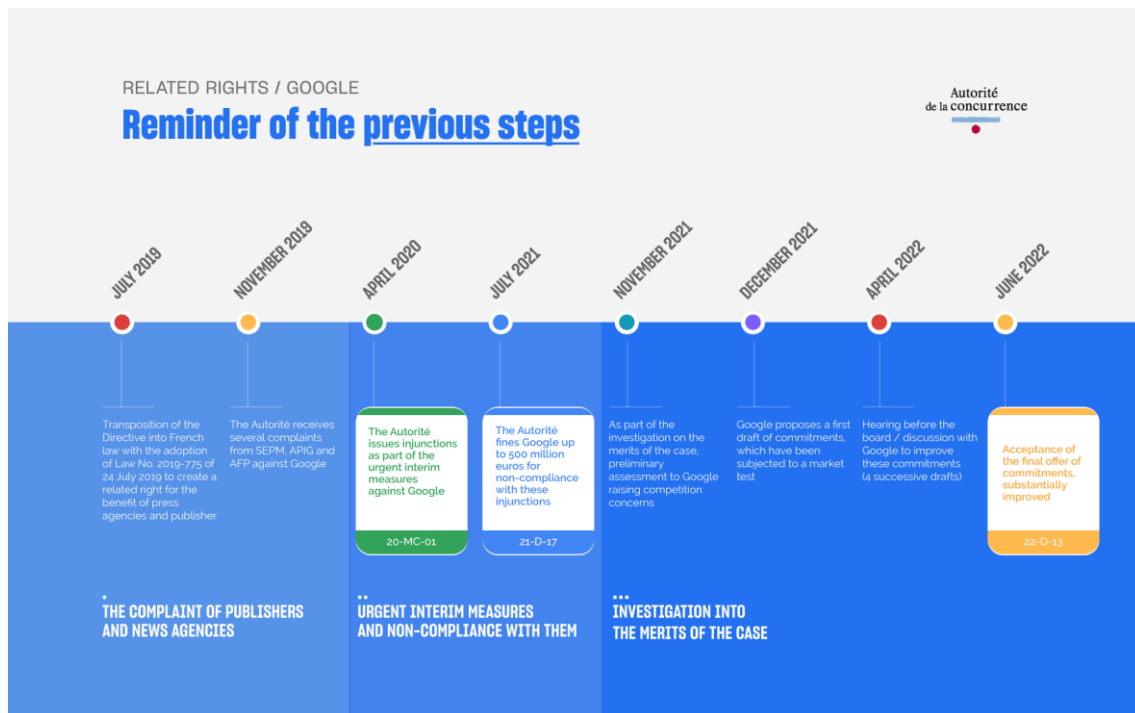 RELATED RIGHTS / GOOGLE
Reminder of the previous steps
Autorité
de la concurrence
JULY 2019
NOVEMBER 2019
APRIL 2020
JULY 2021
NOVEMBER 2021
DECEMBER 2021
APRIL 2022
JUNE 2022
Transposition of the
Directive into French
law with the adoption
of Law No. 2019-775 of
24 July 2019 to create a
related right for the
benefit of press
agencies and publisher
The Autorité receives
several complaints
from SEPM, APIG and
AFP against Google
The Autorité
issues injunctions
as part of the
urgent interim
measures
against Google
20-MC-01
The Autorité
fines Google up
to 500 million
euros for
non-compliance
with these
injunctions
21-D-17
As part of the
investigation on the
merits of the case,
preliminary
assessment to Google
raising competition
concerns
Google proposes a first
draft of commitments,
which have been
subjected to a market
test
Hearing before the
board / discussion with
Google to improve
these commitments
(4 successive drafts)
Acceptance of
the final offer of
commitments,
substantially
improved
22-D-13
THE COMPLAINT OF PUBLISHERS
AND NEWS AGENCIES
URGENT INTERIM MEASURES
AND NON-COMPLIANCE WITH THEM
INVESTIGATION INTO
THE MERITS OF THE CASE